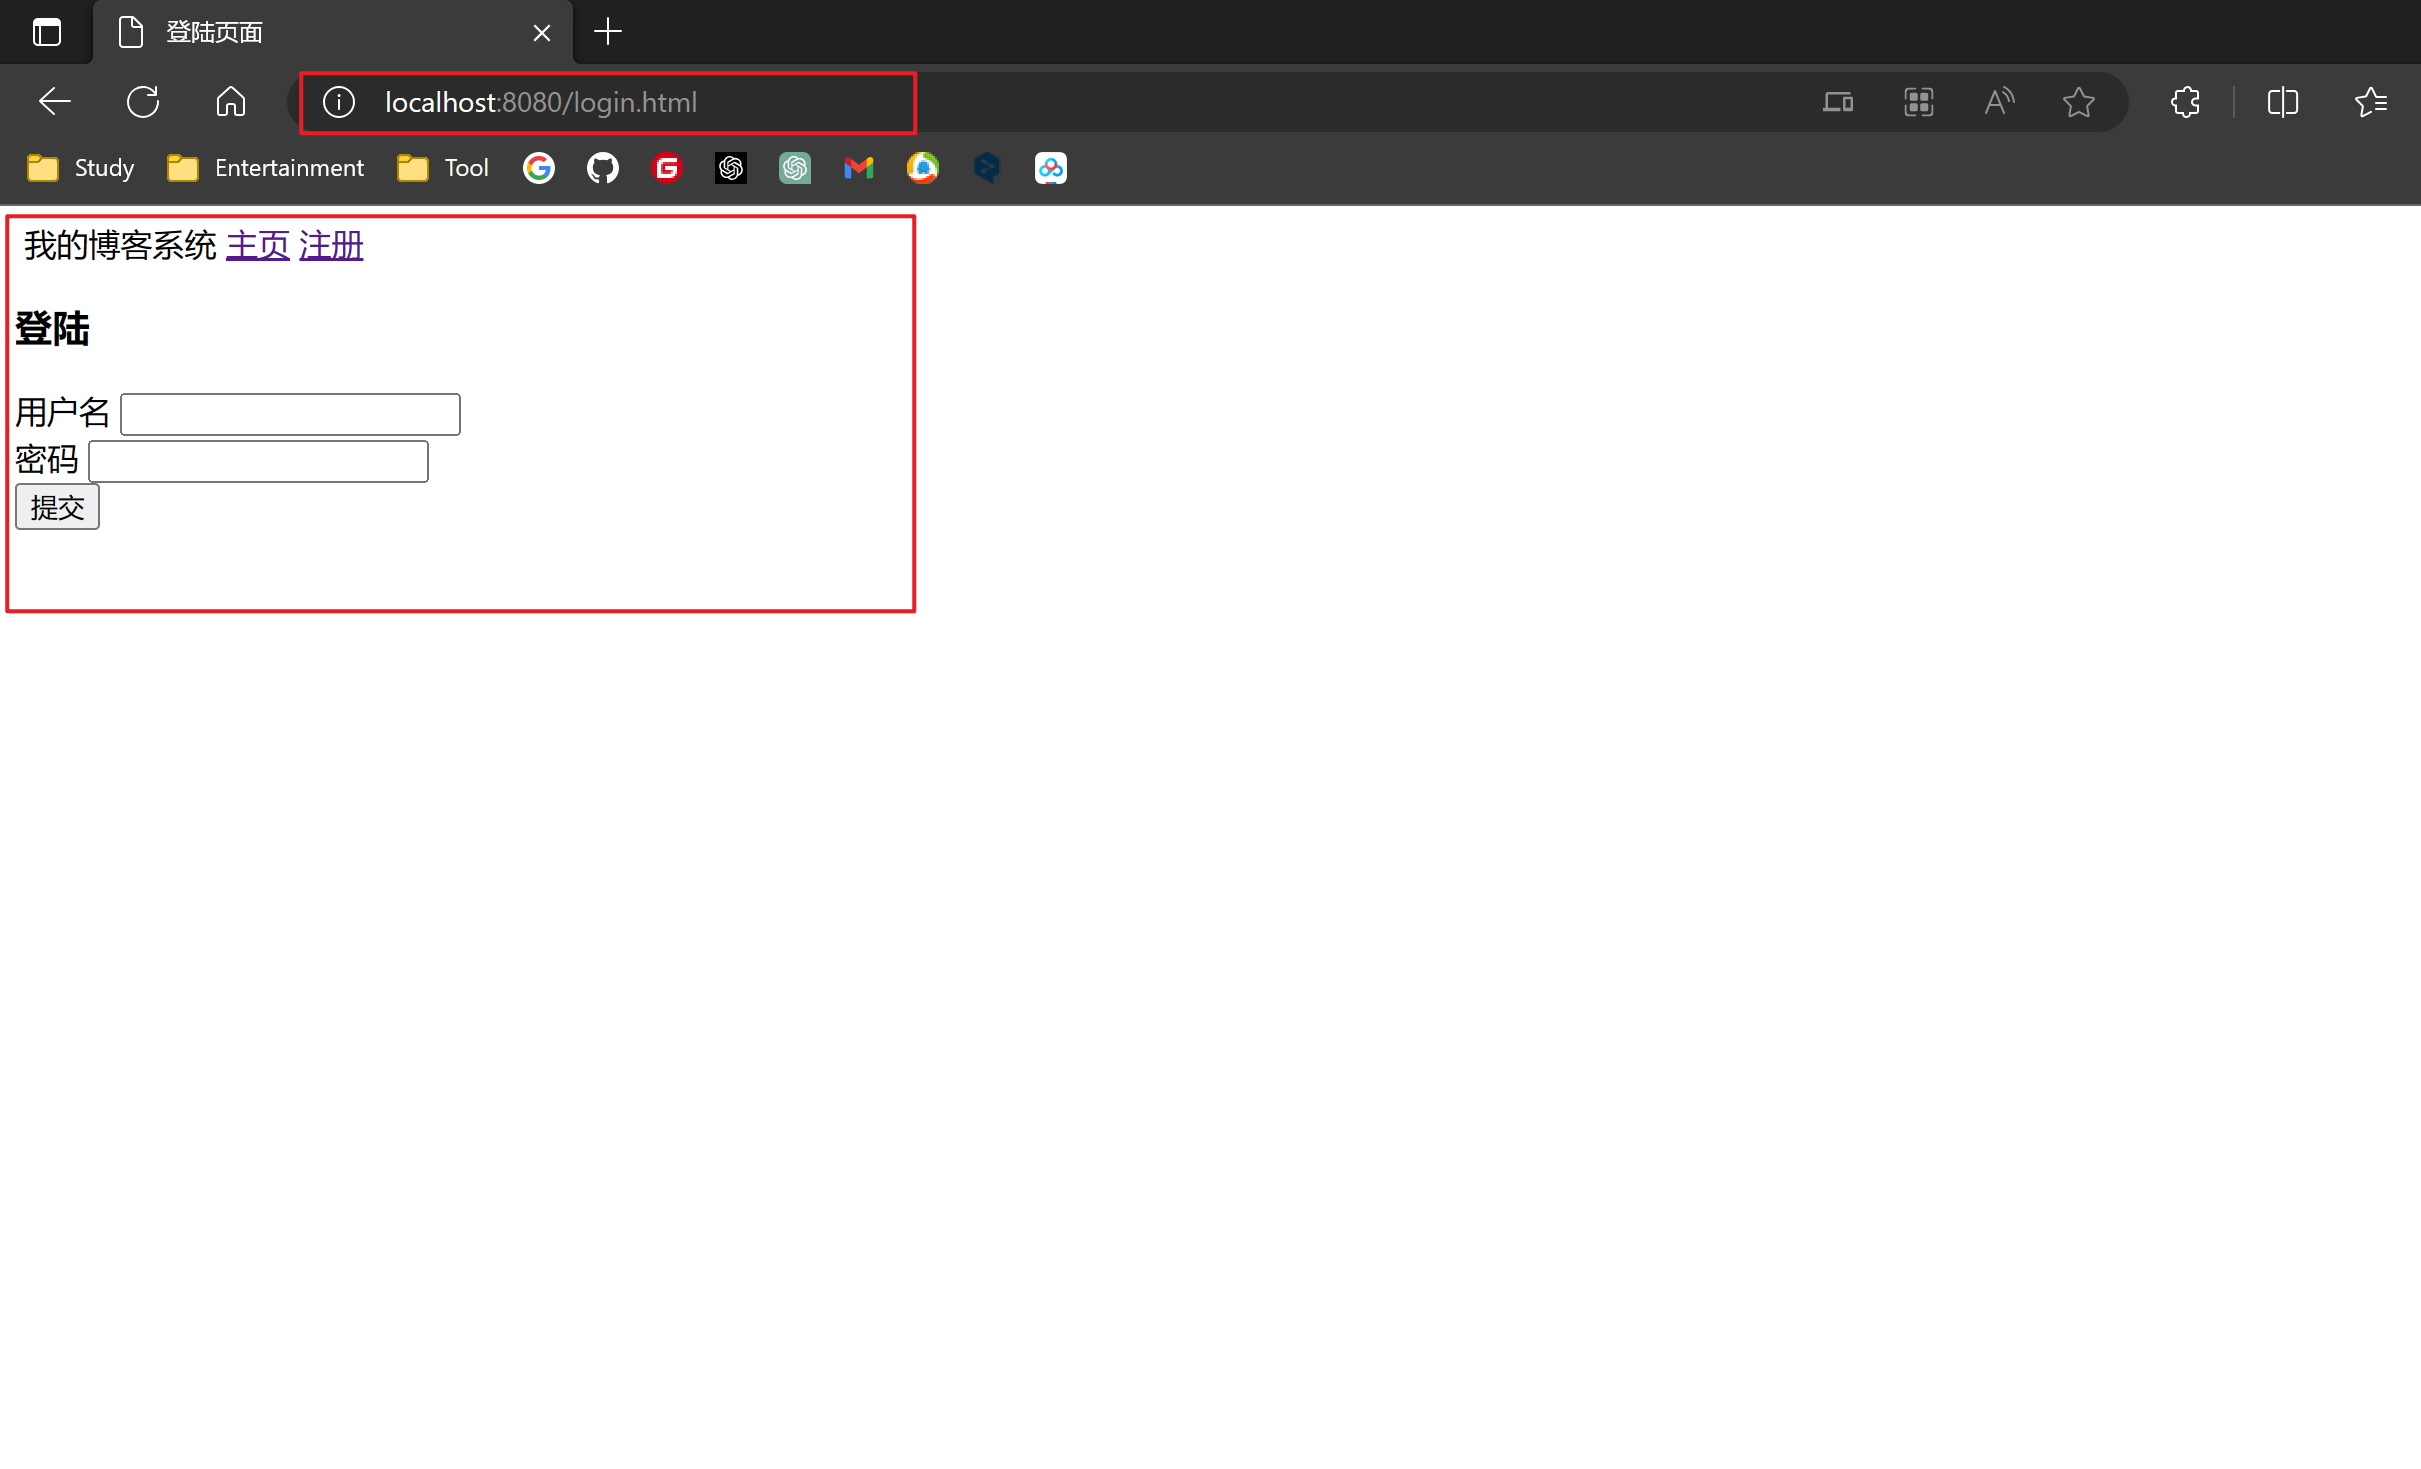 登陆页面
localhost:8080/login.html
Study Entertainment Tool
我的博客系统 主页 注册
登陆
用户名
密码
提交